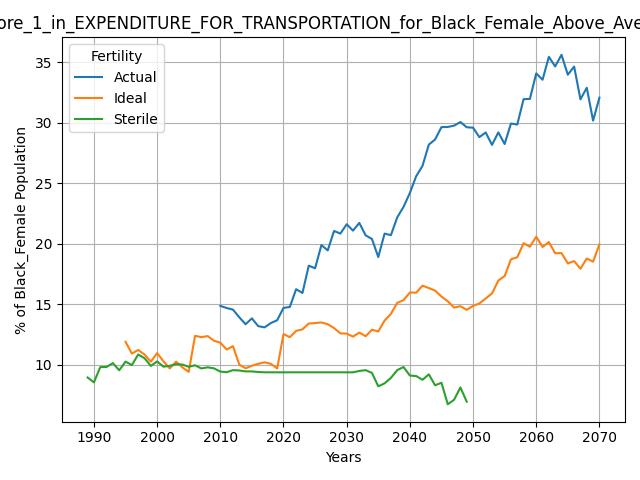 ore_1_in_EXPENDITURE_FOR_TRANSPORTATION_for_Black_Female_Above_Ave
Fertility
Actual
Ideal
Sterile
35
30
25
20
15
10
% of Black_Female Population
1990 2000 2010 2020 2030 2040 2050 2060 2070
Years